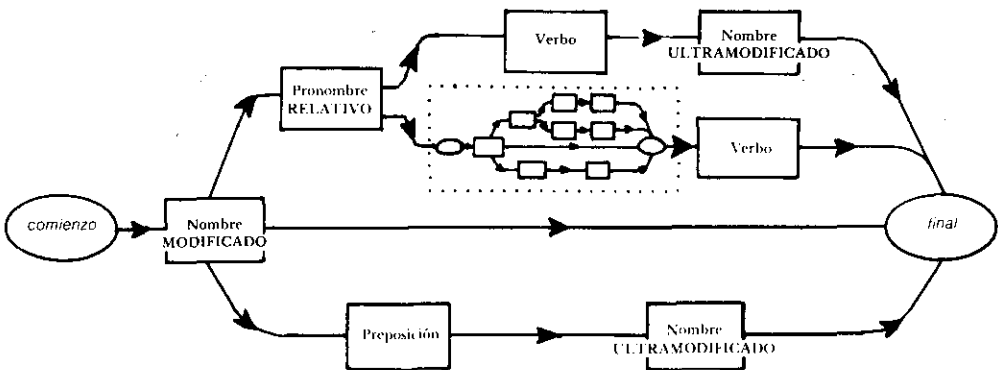 Verbo
Nombre
ULTRAMODIFICADO
Pronombre
RELATIVO
Verbo
comienzo
Nombre
MODIFICADO
final
Preposición
Nombre
ULTRAMODIFICADO